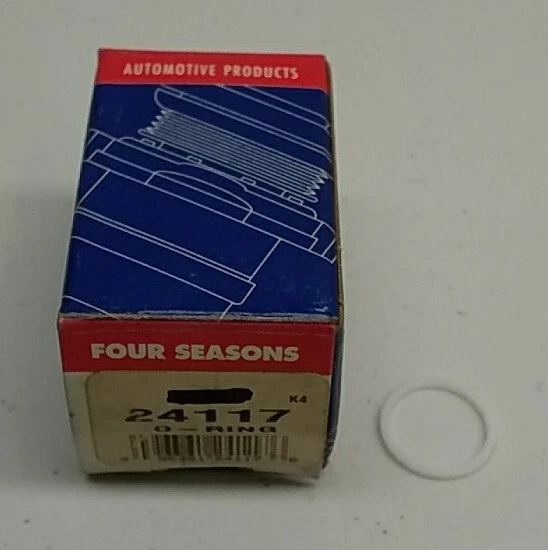 AUTOMOTIVE PRODUCTS
FOUR SEASONS
K4
24117
O-RING